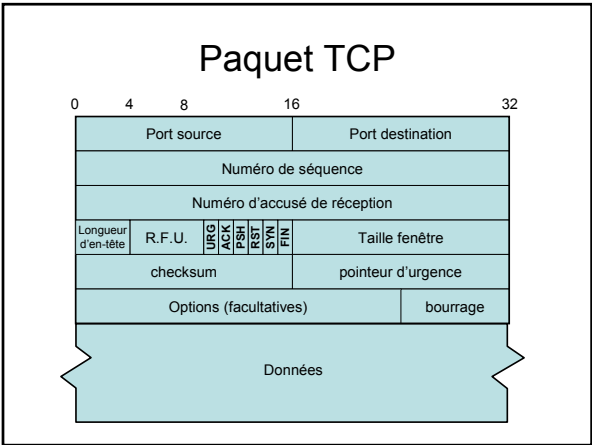 Paquet TCP
0 4 8 16 32
Port source Port destination
Numéro de séquence
Numéro d'accusé de réception
Longueur
d'en-tête R.F.U. URG ACK PSH RST SYN FIN Taille fenêtre
checksum pointeur d'urgence
Options (facultatives) bourrage
Données